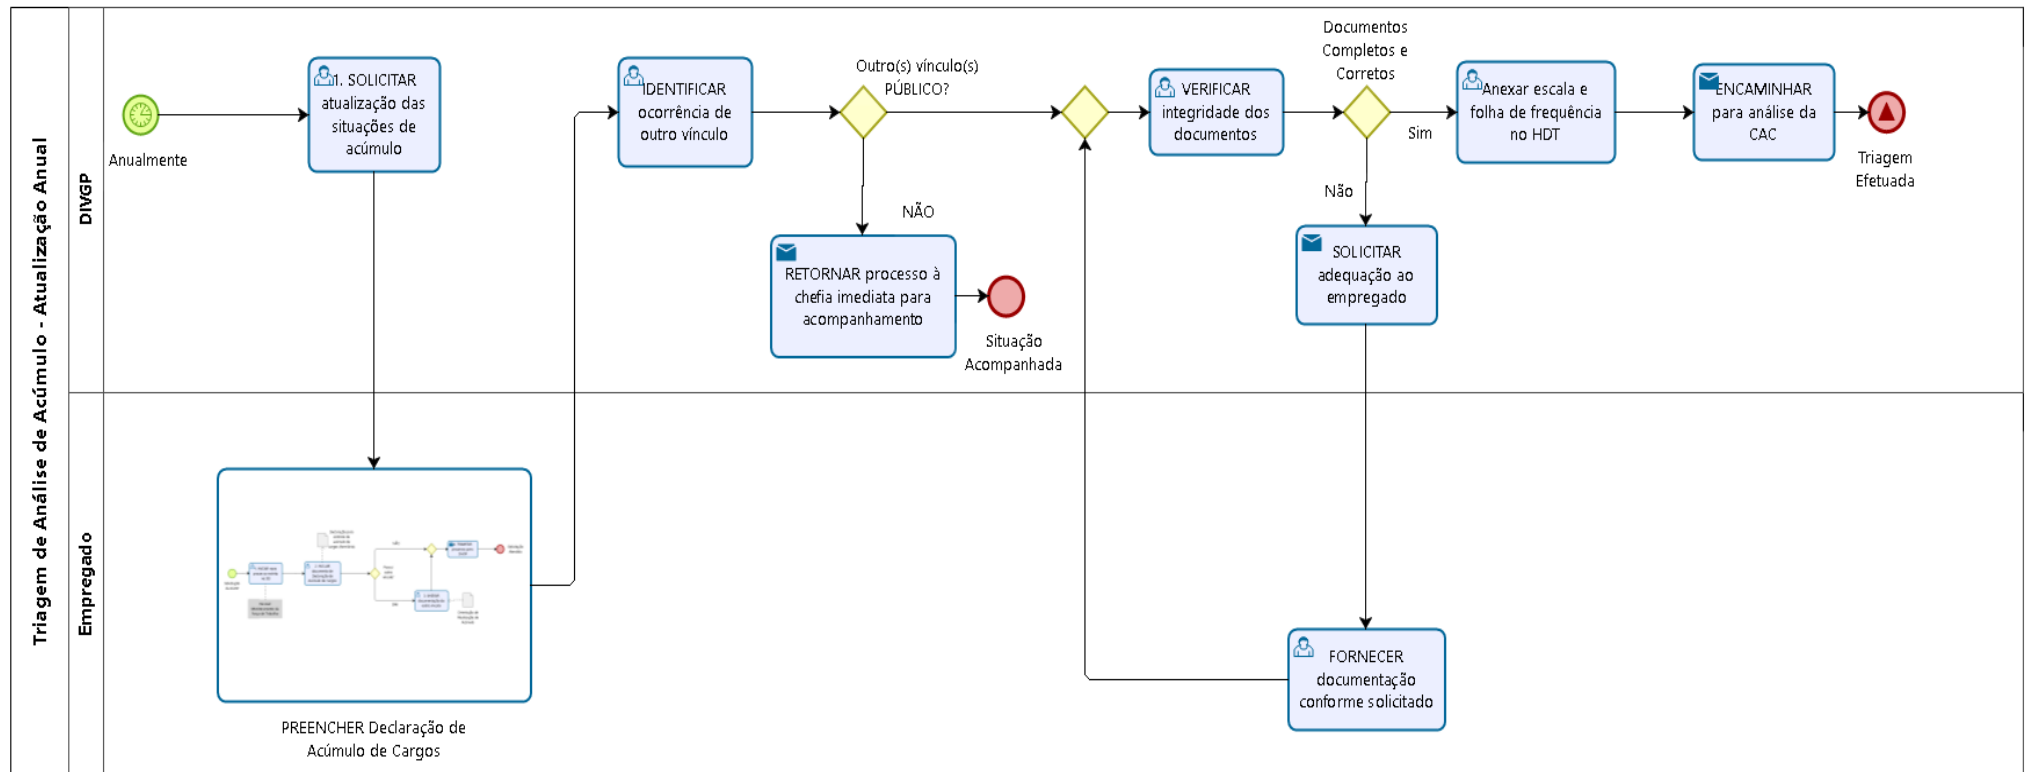 Triagem de Análise de Acúmulo - Atualização Anual
DIVGP
Anualmente
1. SOLICITAR
atualização das
situações de
acúmulo
IDENTIFICAR
ocorrência de
outro vínculo
Outro(s) vínculo(s)
PÚBLICO?
NÃO
RETORNAR processo à
chefia imediata para
acompanhamento
Situação
Acompanhada
VERIFICAR
integridade dos
documentos
Documentos
Completos e
Corretos
Sim
Não
Anexar escala e
folha de frequência
no HDT
ENCAMINHAR
para análise da
CAC
Triagem
Efetuada
SOLICITAR
adequação ao
empregado
Empregado
PREENCHER Declaração de
Acúmulo de Cargos
FORNECER
documentação
conforme solicitado